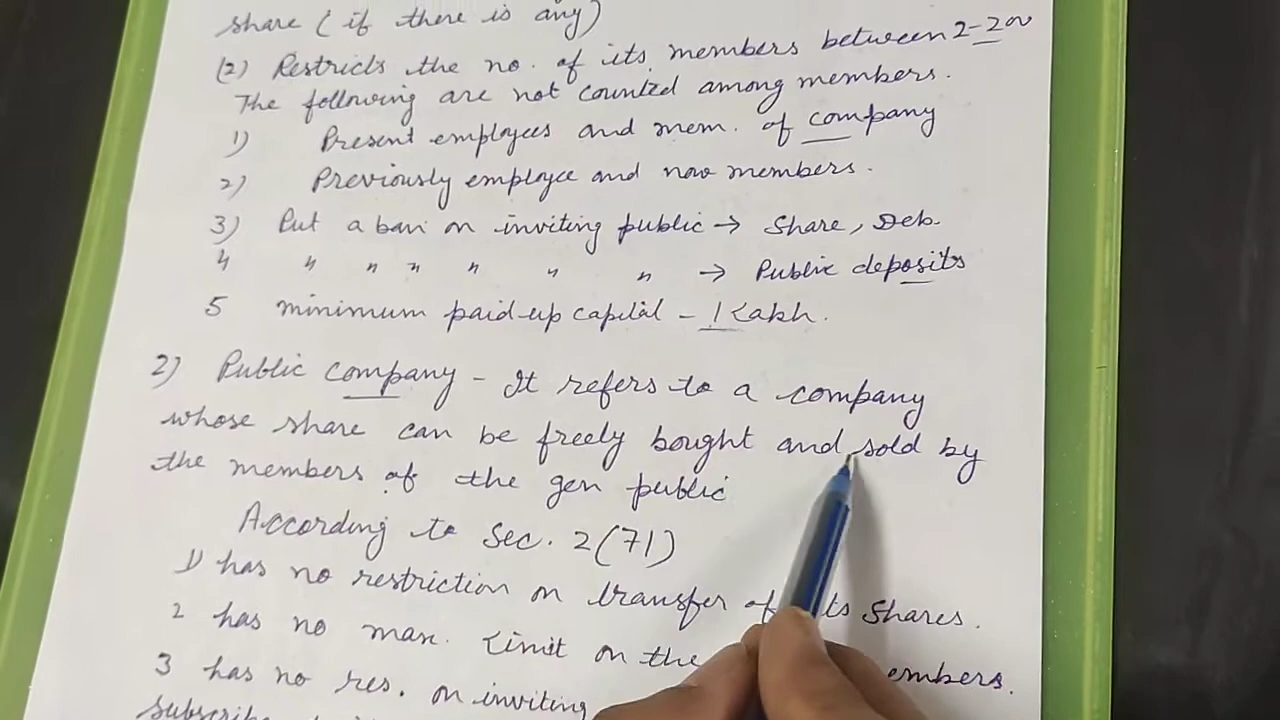 share (if there is any)
(2) Restricts the no. of its members between 2-200
The following are not counted among members.
1) Present employees and mem. of company
2) Previously employee and now members.
3) Put a ban on inviting public → Share, Deb.
4 " " " " " " → Public deposits
5 minimum paid-up capital - 1 Lakh.
2) Public company - It refers to a company
whose share can be freely bought and sold by
the members of the gen public
According to Sec. 2(71)
1) has no restriction on transfer of its shares.
2 has no max. Limit on the embers.
3 has no res. on inviting
subscribe